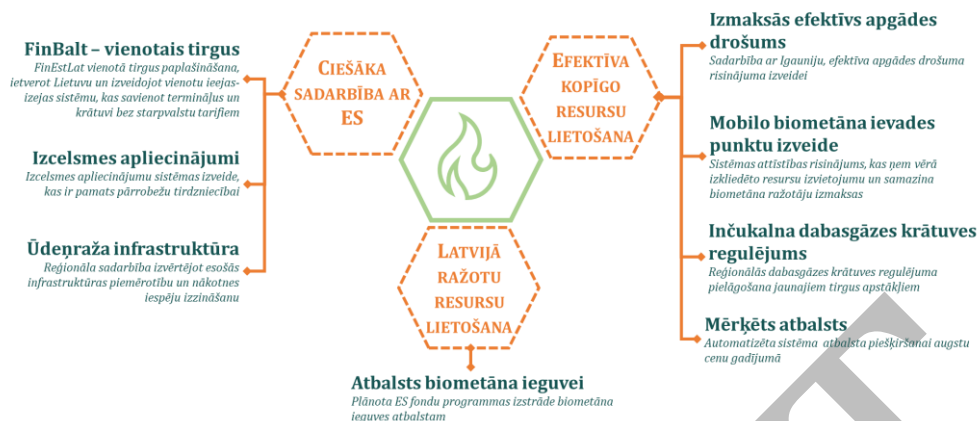 FinBalt – vienotais tirgus
FinEstLat vienotā tirgus paplašināšana,
ietverot Lietuvu un izveidojot vienotu ieejas-
izejas sistēmu, kas savienot termināļus un
krātuvi bez starpvalstu tarifiem
Izcelsmes apliecinājumi
Izcelsmes apliecinājumu sistēmas izveide,
kas ir pamats pārrobežu tirdzniecībai
Ūdeņraža infrastruktūra
Reģionāla sadarbība izvērtējot esošās
infrastruktūras piemērotību un nākotnes
iespēju izzināšanu
CIEŠĀKA
SADARBĪBA AR
ES
EFEKTĪVA
KOPĪGO
RESURSU
LIETOŠANA
LATVIJĀ
RAŽOTU
RESURSU
LIETOŠANA
Atbalsts biometāna ieguvei
Plānota ES fondu programmas izstrāde biometāna
ieguves atbalstam
Izmaksās efektīvs apgādes
drošums
Sadarbība ar Igauniju, efektīva apgādes drošuma
risinājuma izveidei
Mobilo biometāna ievades
punktu izveide
Sistēmas attīstības risinājums, kas ņem vērā
izkliedēto resursu izvietojumu un samazina
biometāna ražotāju izmaksas
Inčukalna dabasgāzes krātuves
regulējums
Reģionālās dabasgāzes krātuves regulējuma
pielāgošana jaunajiem tirgus apstākļiem
Mērķēts atbalsts
Automatizēta sistēma atbalsta piešķiršanai augstu
cenu gadījumā
T